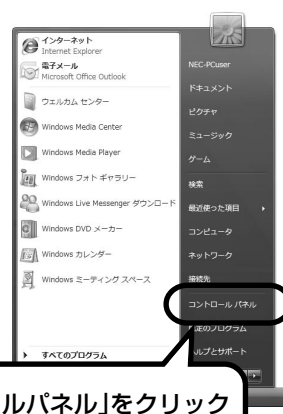 インターネット
Internet Explorer
電子メール
Microsoft Office Outlook
ウェルカム センター
Windows Media Center
Windows Media Player
Windows フォト ギャラリー
Windows Live Messenger ダウンロード
Windows DVD メーカー
Windows カレンダー
Windows ミーティング スペース
すべてのプログラム
NEC-PCuser
ドキュメント
ピクチャ
ミュージック
ゲーム
検索
最近使った項目
コンピュータ
ネットワーク
接続先
コントロール パネル
定のプログラム
ルプとサポート
ルパネル」をクリック